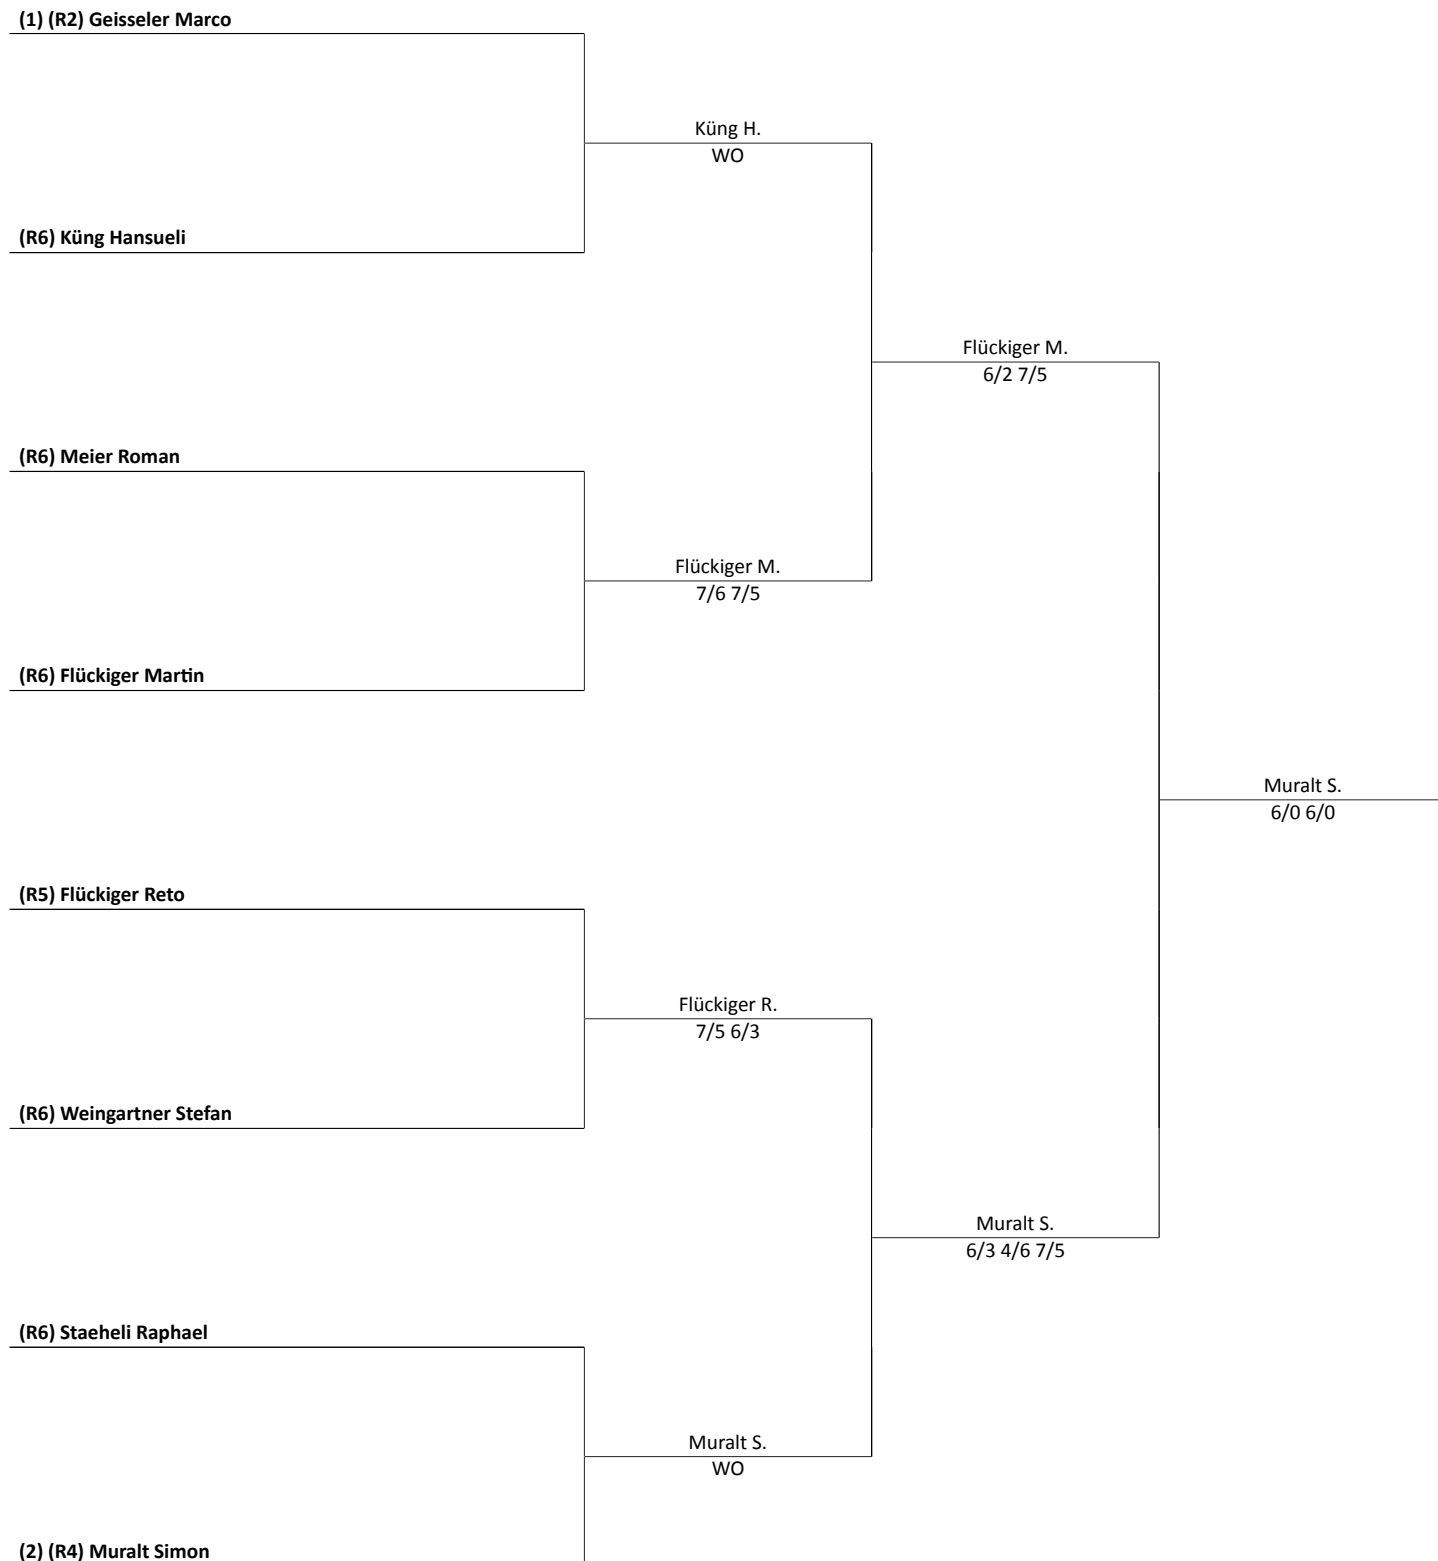 (1) (R2) Geisseler Marco
Küng H.
WO
(R6) Küng Hansueli
Flückiger M.
6/2 7/5
(R6) Meier Roman
Flückiger M.
7/6 7/5
(R6) Flückiger Martin
Muralt S.
6/0 6/0
(R5) Flückiger Reto
Flückiger R.
7/5 6/3
(R6) Weingartner Stefan
Muralt S.
6/3 4/6 7/5
(R6) Staeheli Raphael
Muralt S.
WO
(2) (R4) Muralt Simon